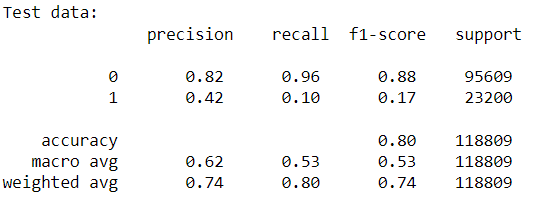 Test data:
precision recall f1-score support
0 0.82 0.96 0.88 95609
1 0.42 0.10 0.17 23200
accuracy 0.80 118809
macro avg 0.62 0.53 0.53 118809
weighted avg 0.74 0.80 0.74 118809